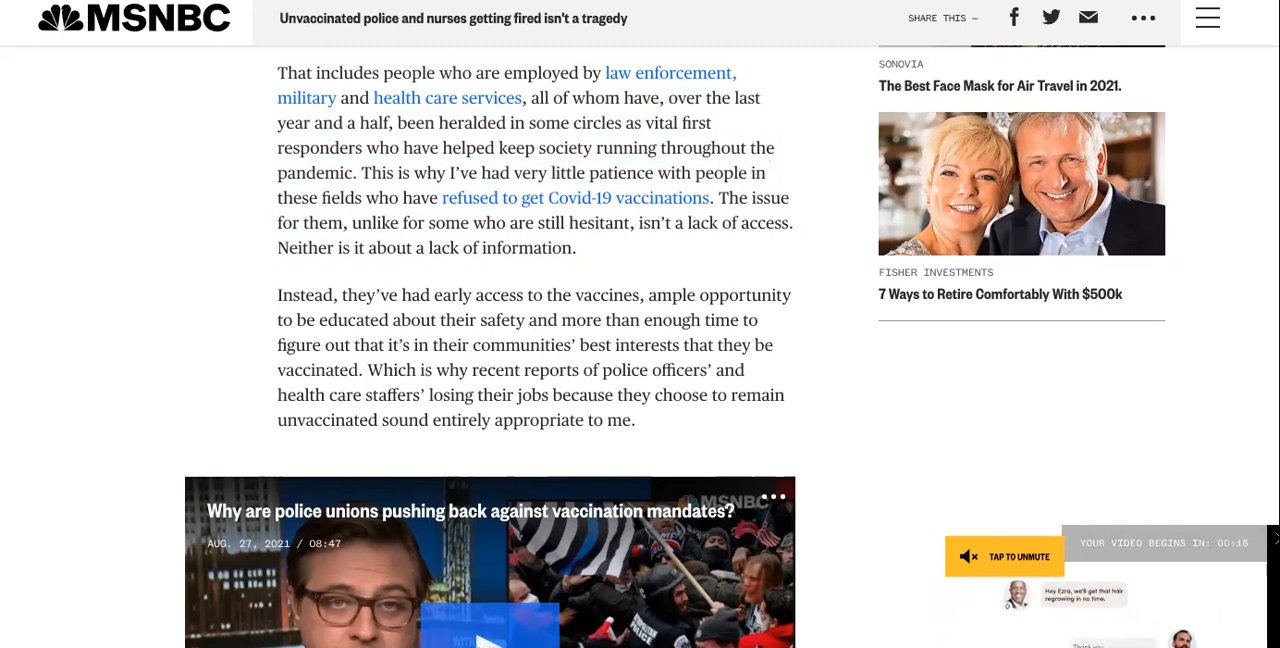 MSNBC
Unvaccinated police and nurses getting fired isn't a tragedy
SHARE THIS —
That includes people who are employed by law enforcement,
military and health care services, all of whom have, over the last
year and a half, been heralded in some circles as vital first
responders who have helped keep society running throughout the
pandemic. This is why I’ve had very little patience with people in
these fields who have refused to get Covid-19 vaccinations. The issue
for them, unlike for some who are still hesitant, isn’t a lack of access.
Neither is it about a lack of information.
Instead, they’ve had early access to the vaccines, ample opportunity
to be educated about their safety and more than enough time to
figure out that it’s in their communities’ best interests that they be
vaccinated. Which is why recent reports of police officers’ and
health care staffers’ losing their jobs because they choose to remain
unvaccinated sound entirely appropriate to me.
MSNBC
Why are police unions pushing back against vaccination mandates?
AUG. 27, 2021 / 08:47
WITH
POLICE
SONOVIA
The Best Face Mask for Air Travel in 2021.
FISHER INVESTMENTS
7 Ways to Retire Comfortably With $500k
YOUR VIDEO BEGINS IN: 00:15
TAP TO UNMUTE
Hey Ezra, we'll get that hair
regrowing in no time.
Thank you